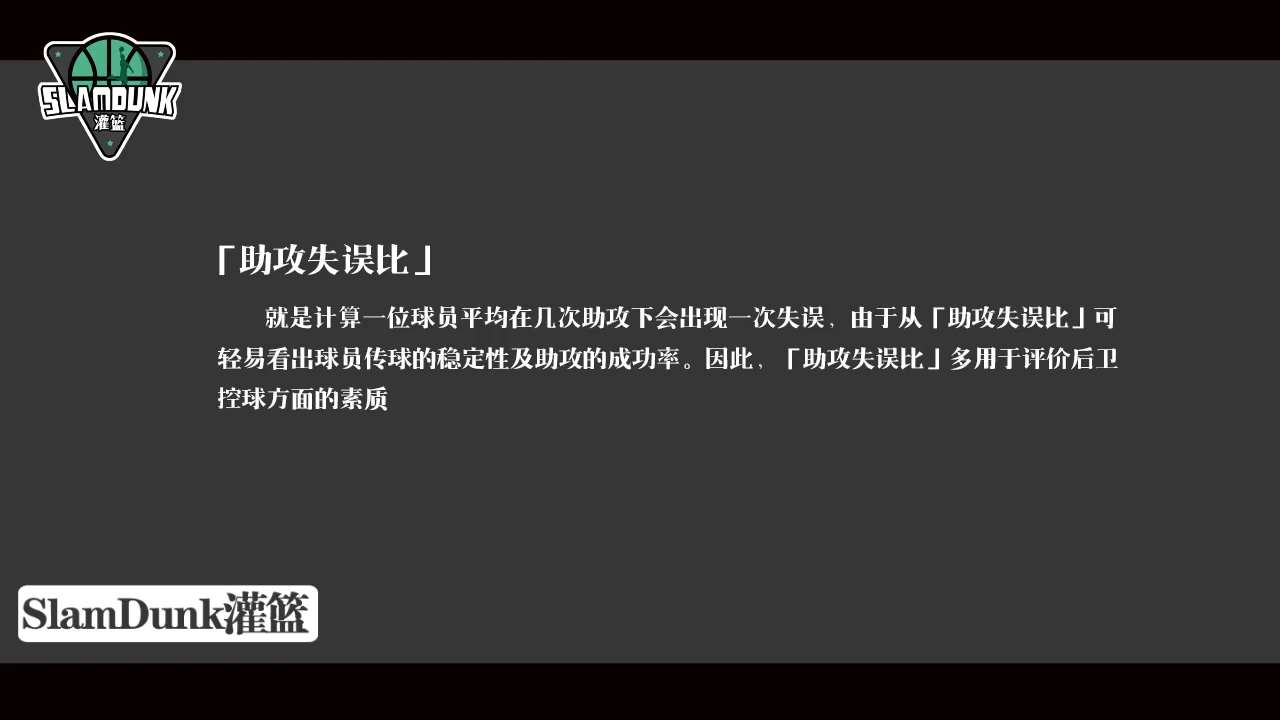 SLAMDUNK
灌篮
「助攻失误比」
就是计算一位球员平均在几次助攻下会出现一次失误，由于从「助攻失误比」可
轻易看出球员传球的稳定性及助攻的成功率。因此，「助攻失误比」多用于评价后卫
控球方面的素质
SlamDunk灌篮